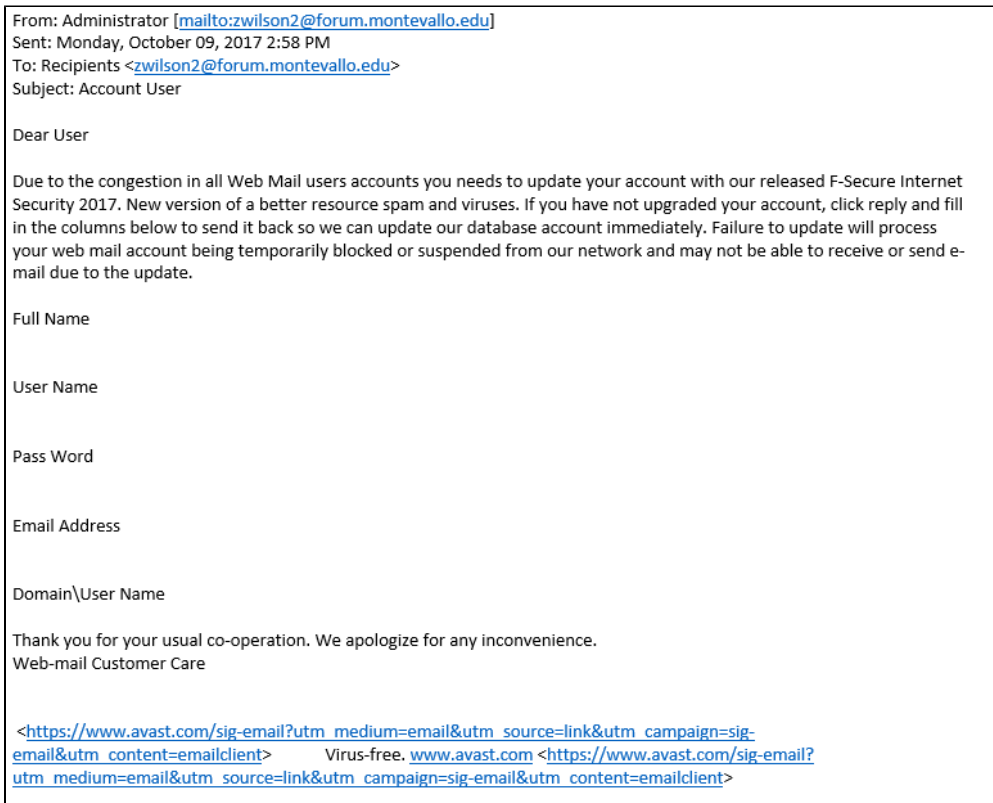 From: Administrator [mailto:zwilson2@forum.montevallo.edu]
Sent: Monday, October 09, 2017 2:58 PM
To: Recipients <zwilson2@forum.montevallo.edu>
Subject: Account User
Dear User
Due to the congestion in all Web Mail users accounts you needs to update your account with our released F-Secure Internet
Security 2017. New version of a better resource spam and viruses. If you have not upgraded your account, click reply and fill
in the columns below to send it back so we can update our database account immediately. Failure to update will process
your web mail account being temporarily blocked or suspended from our network and may not be able to receive or send e-
mail due to the update.
Full Name
User Name
Pass Word
Email Address
Domain\User Name
Thank you for your usual co-operation. We apologize for any inconvenience.
Web-mail Customer Care
<https://www.avast.com/sig-email?utm_medium=email&utm_source=link&utm_campaign=sig-
email&utm_content=emailclient> Virus-free. www.avast.com <https://www.avast.com/sig-email?
utm_medium=email&utm_source=link&utm_campaign=sig-email&utm_content=emailclient>